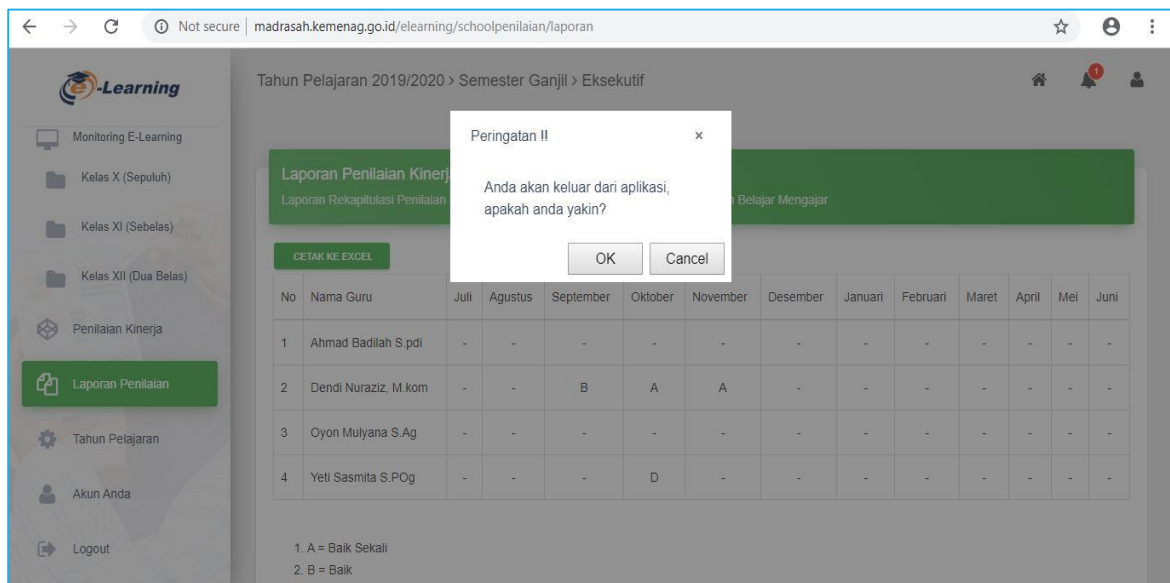 Not secure | madrasah.kemenag.go.id/elearning/schoolpenilaian/laporan
e-Learning
Tahun Pelajaran 2019/2020 > Semester Ganjil > Eksekutif
1
Monitoring E-Learning
Kelas X (Sepuluh)
Kelas XI (Sebelas)
Kelas XII (Dua Belas)
Penilaian Kinerja
Laporan Penilaian
Tahun Pelajaran
Akun Anda
Logout
Peringatan !! ×
Anda akan keluar dari aplikasi,
apakah anda yakin?
OK Cancel
Laporan Penilaian Kinerj
Laporan Rekapitulasi Penilaian Belajar Mengajar
CETAK KE EXCEL
No Nama Guru Juli Agustus September Oktober November Desember Januari Februari Maret April Mei Juni
1 Ahmad Badilah S.pdi - - - - - - - - - - - -
2 Dendi Nuraziz, M.kom - - B A A - - - - - - -
3 Oyon Mulyana S.Ag - - - - - - - - - - - -
4 Yeti Sasmita S.POg - - - D - - - - - - - -
1. A = Baik Sekali
2. B = Baik